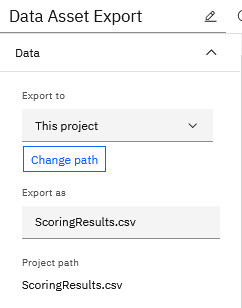 Data Asset Export
Data
Export to
This project
Change path
Export as
ScoringResults.csv
Project path
ScoringResults.csv